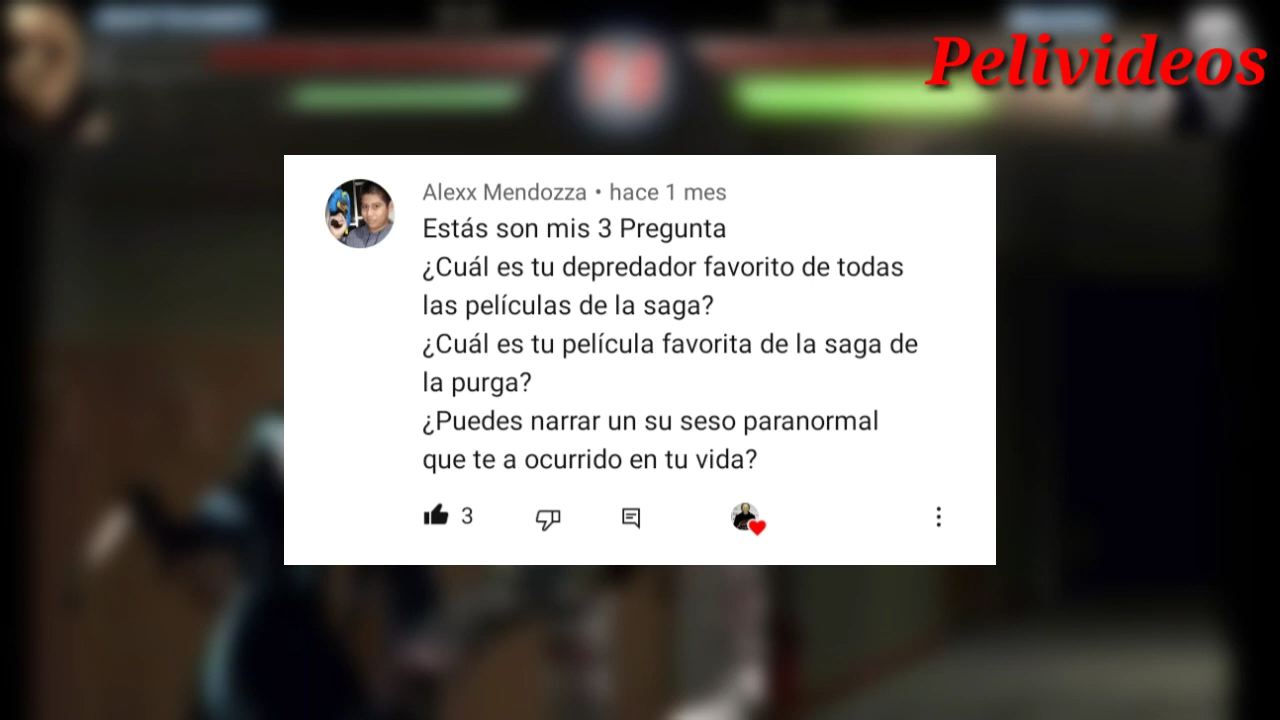 Pelivideos
Alexx Mendozza • hace 1 mes
Estás son mis 3 Pregunta
¿Cuál es tu depredador favorito de todas
las películas de la saga?
¿Cuál es tu película favorita de la saga de
la purga?
¿Puedes narrar un su seso paranormal
que te a ocurrido en tu vida?
3